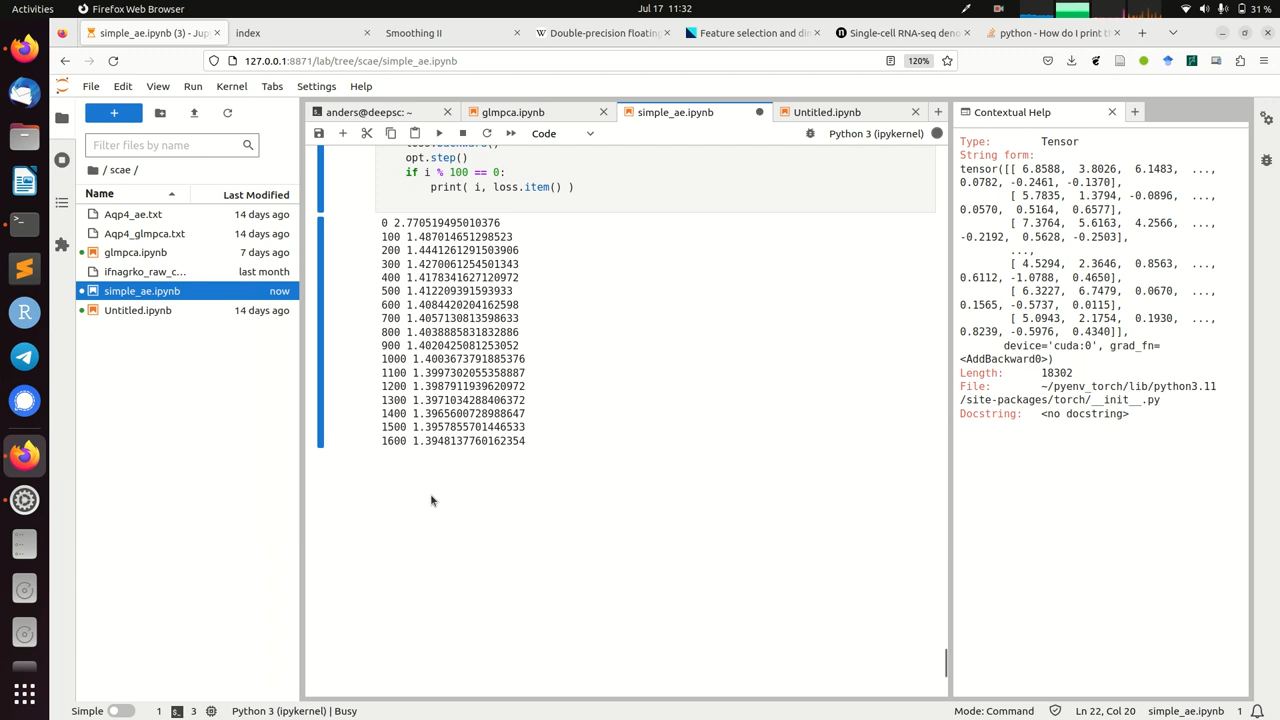 Activities
Firefox Web Browser
Jul 17 11:32
31 %
simple_ae.ipynb (3) - Jup
index
Smoothing II
Double-precision floating
Feature selection and di
Single-cell RNA-seq deno
python - How do I print t
127.0.0.1:8871/lab/tree/scae/simple_ae.ipynb
120%
File Edit View Run Kernel Tabs Settings Help
anders@deepsc: ~
glmpca.ipynb
simple_ae.ipynb
Untitled.ipynb
Contextual Help
Code
Python 3 (ipykernel)
Filter files by name
/ scae /
Name
Last Modified
Aqp4_ae.txt 14 days ago
Aqp4_glmpca.txt 14 days ago
glmpca.ipynb 7 days ago
ifnagrko_raw_c... last month
simple_ae.ipynb now
Untitled.ipynb 14 days ago
loss.backward()
opt.step()
if i % 100 == 0:
print( i, loss.item() )
0 2.770519495010376
100 1.487014651298523
200 1.4441261291503906
300 1.4270061254501343
400 1.4178341627120972
500 1.412209391593933
600 1.4084420204162598
700 1.4057130813598633
800 1.4038885831832886
900 1.4020425081253052
1000 1.4003673791885376
1100 1.3997302055358887
1200 1.3987911939620972
1300 1.3971034288406372
1400 1.3965600728988647
1500 1.3957855701446533
1600 1.3948137760162354
Type: Tensor
String form:
tensor([[ 6.8588, 3.8026, 6.1483, ...,
0.0782, -0.2461, -0.1370],
[ 5.7835, 1.3794, -0.0896, ...,
0.0570, 0.5164, 0.6577],
[ 7.3764, 5.6163, 4.2566, ...,
-0.2192, 0.5628, -0.2503],
...,
[ 4.5294, 2.3646, 0.8563, ...,
0.6112, -1.0788, 0.4650],
[ 6.3227, 6.7479, 0.0670, ...,
0.1565, -0.5737, 0.0115],
[ 5.0943, 2.1754, 0.1930, ...,
0.8239, -0.5976, 0.4340]],
device='cuda:0', grad_fn=
<AddBackward0>)
Length: 18302
File: ~/pyenv_torch/lib/python3.11
/site-packages/torch/__init__.py
Docstring: <no docstring>
Simple
1
3
Python 3 (ipykernel) | Busy
Mode: Command
Ln 22, Col 20
simple_ae.ipynb
1